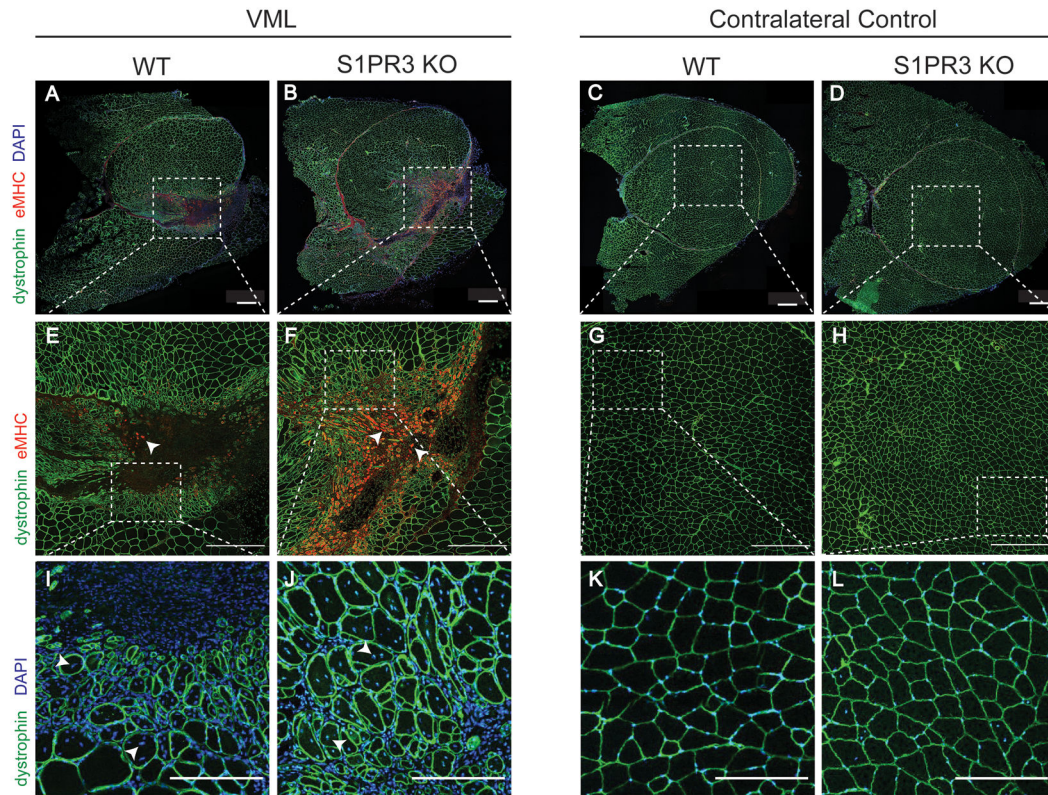 VML
Contralateral Control
WT
S1PR3 KO
WT
S1PR3 KO
dystrophin eMHC DAPI
A
B
C
D
dystrophin eMHC
E
F
G
H
dystrophin DAPI
I
J
K
L